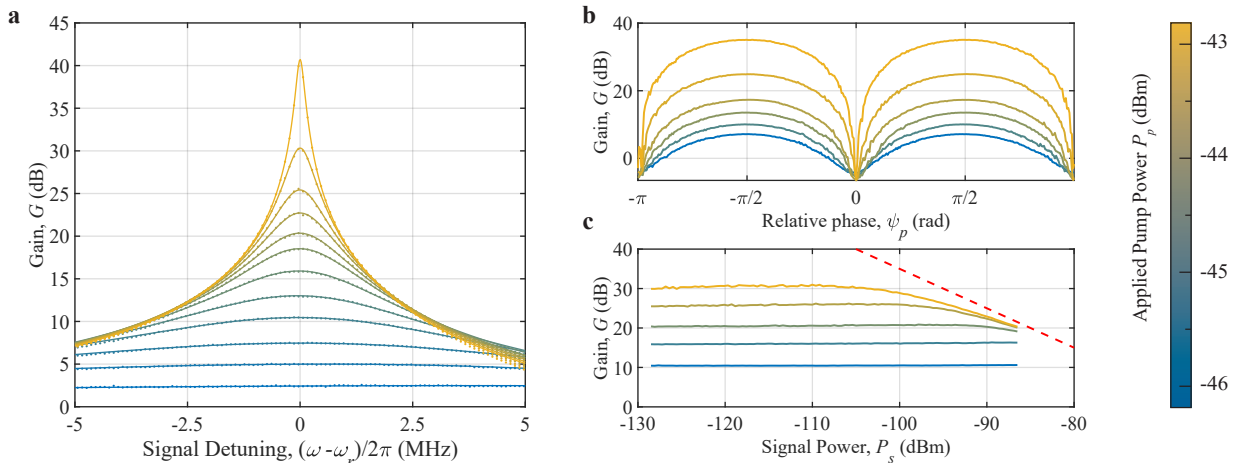 a
45
40
35
30
25
20
15
10
5
0
Gain, G (dB)
-5
-2.5
0
2.5
5
Signal Detuning, (ω-ω_r)/2π (MHz)
b
40
20
0
Gain, G (dB)
-π
-π/2
0
π/2
Relative phase, ψ_p (rad)
c
40
30
20
10
0
Gain, G (dB)
-130
-120
-110
-100
-90
-80
Signal Power, P_s (dBm)
Applied Pump Power P_p (dBm)
-43
-44
-45
-46